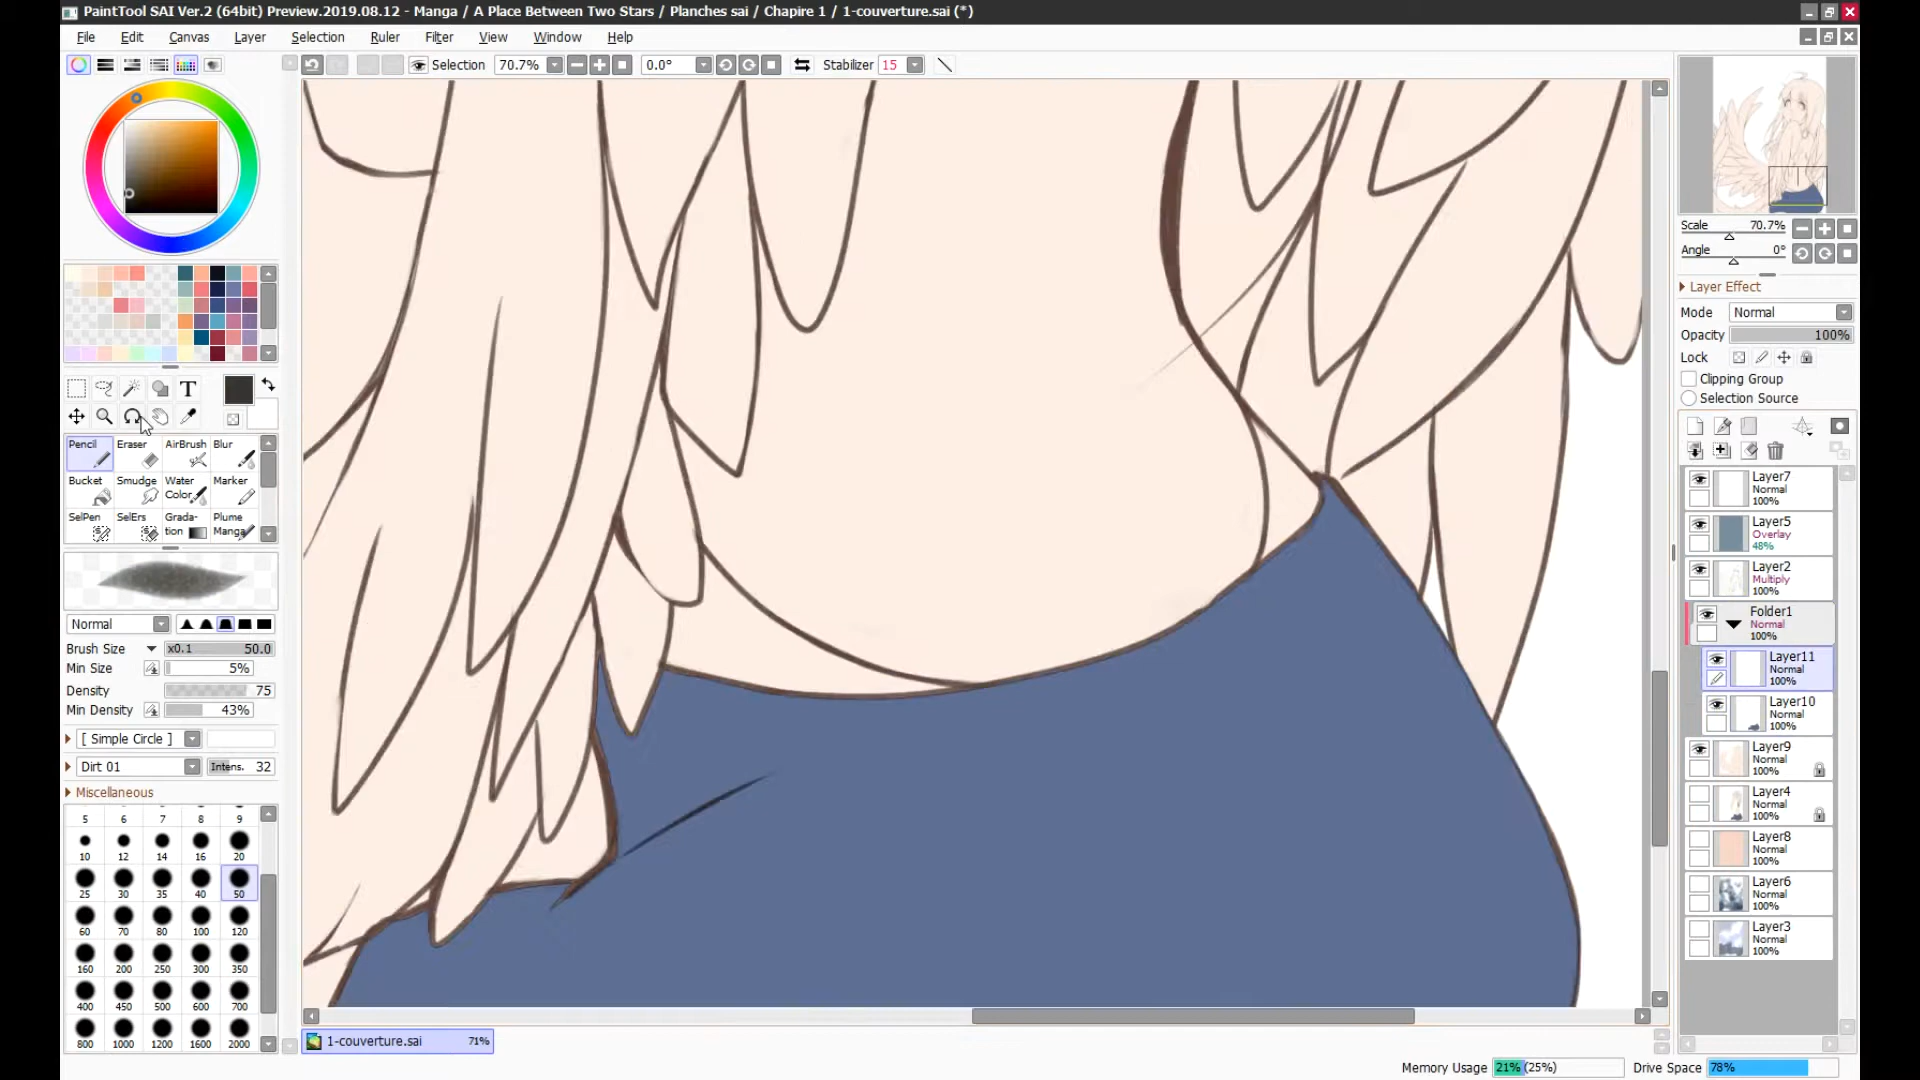 PaintTool SAI Ver.2 (64bit) Preview.2019.08.12 - Manga / A Place Between Two Stars / Planches sai / Chapire 1 / 1-couverture.sai (*)
File Edit Canvas Layer Selection Ruler Filter View Window Help
Selection 70.7% 0.0° Stabilizer 15
Scale 70.7%
Angle 0°
Layer Effect
Mode Normal
Opacity 100%
Lock
Clipping Group
Selection Source
T
Pencil Eraser AirBrush Blur
Bucket Smudge Water Color Marker
SelPen SelErs Grada-tion Plume Manga
Normal
Brush Size x0.1 50.0
Min Size 5%
Density 75
Min Density 43%
[ Simple Circle ]
Dirt 01 Intens. 32
Miscellaneous
5 6 7 8 9
10 12 14 16 20
25 30 35 40 50
60 70 80 100 120
160 200 250 300 350
400 450 500 600 700
800 1000 1200 1600 2000
Layer7
Normal
100%
Layer5
Overlay
48%
Layer2
Multiply
100%
Folder1
Normal
100%
Layer11
Normal
100%
Layer10
Normal
100%
Layer9
Normal
100%
Layer4
Normal
100%
Layer8
Normal
100%
Layer6
Normal
100%
Layer3
Normal
100%
1-couverture.sai 71%
Memory Usage 21% (25%) Drive Space 78%